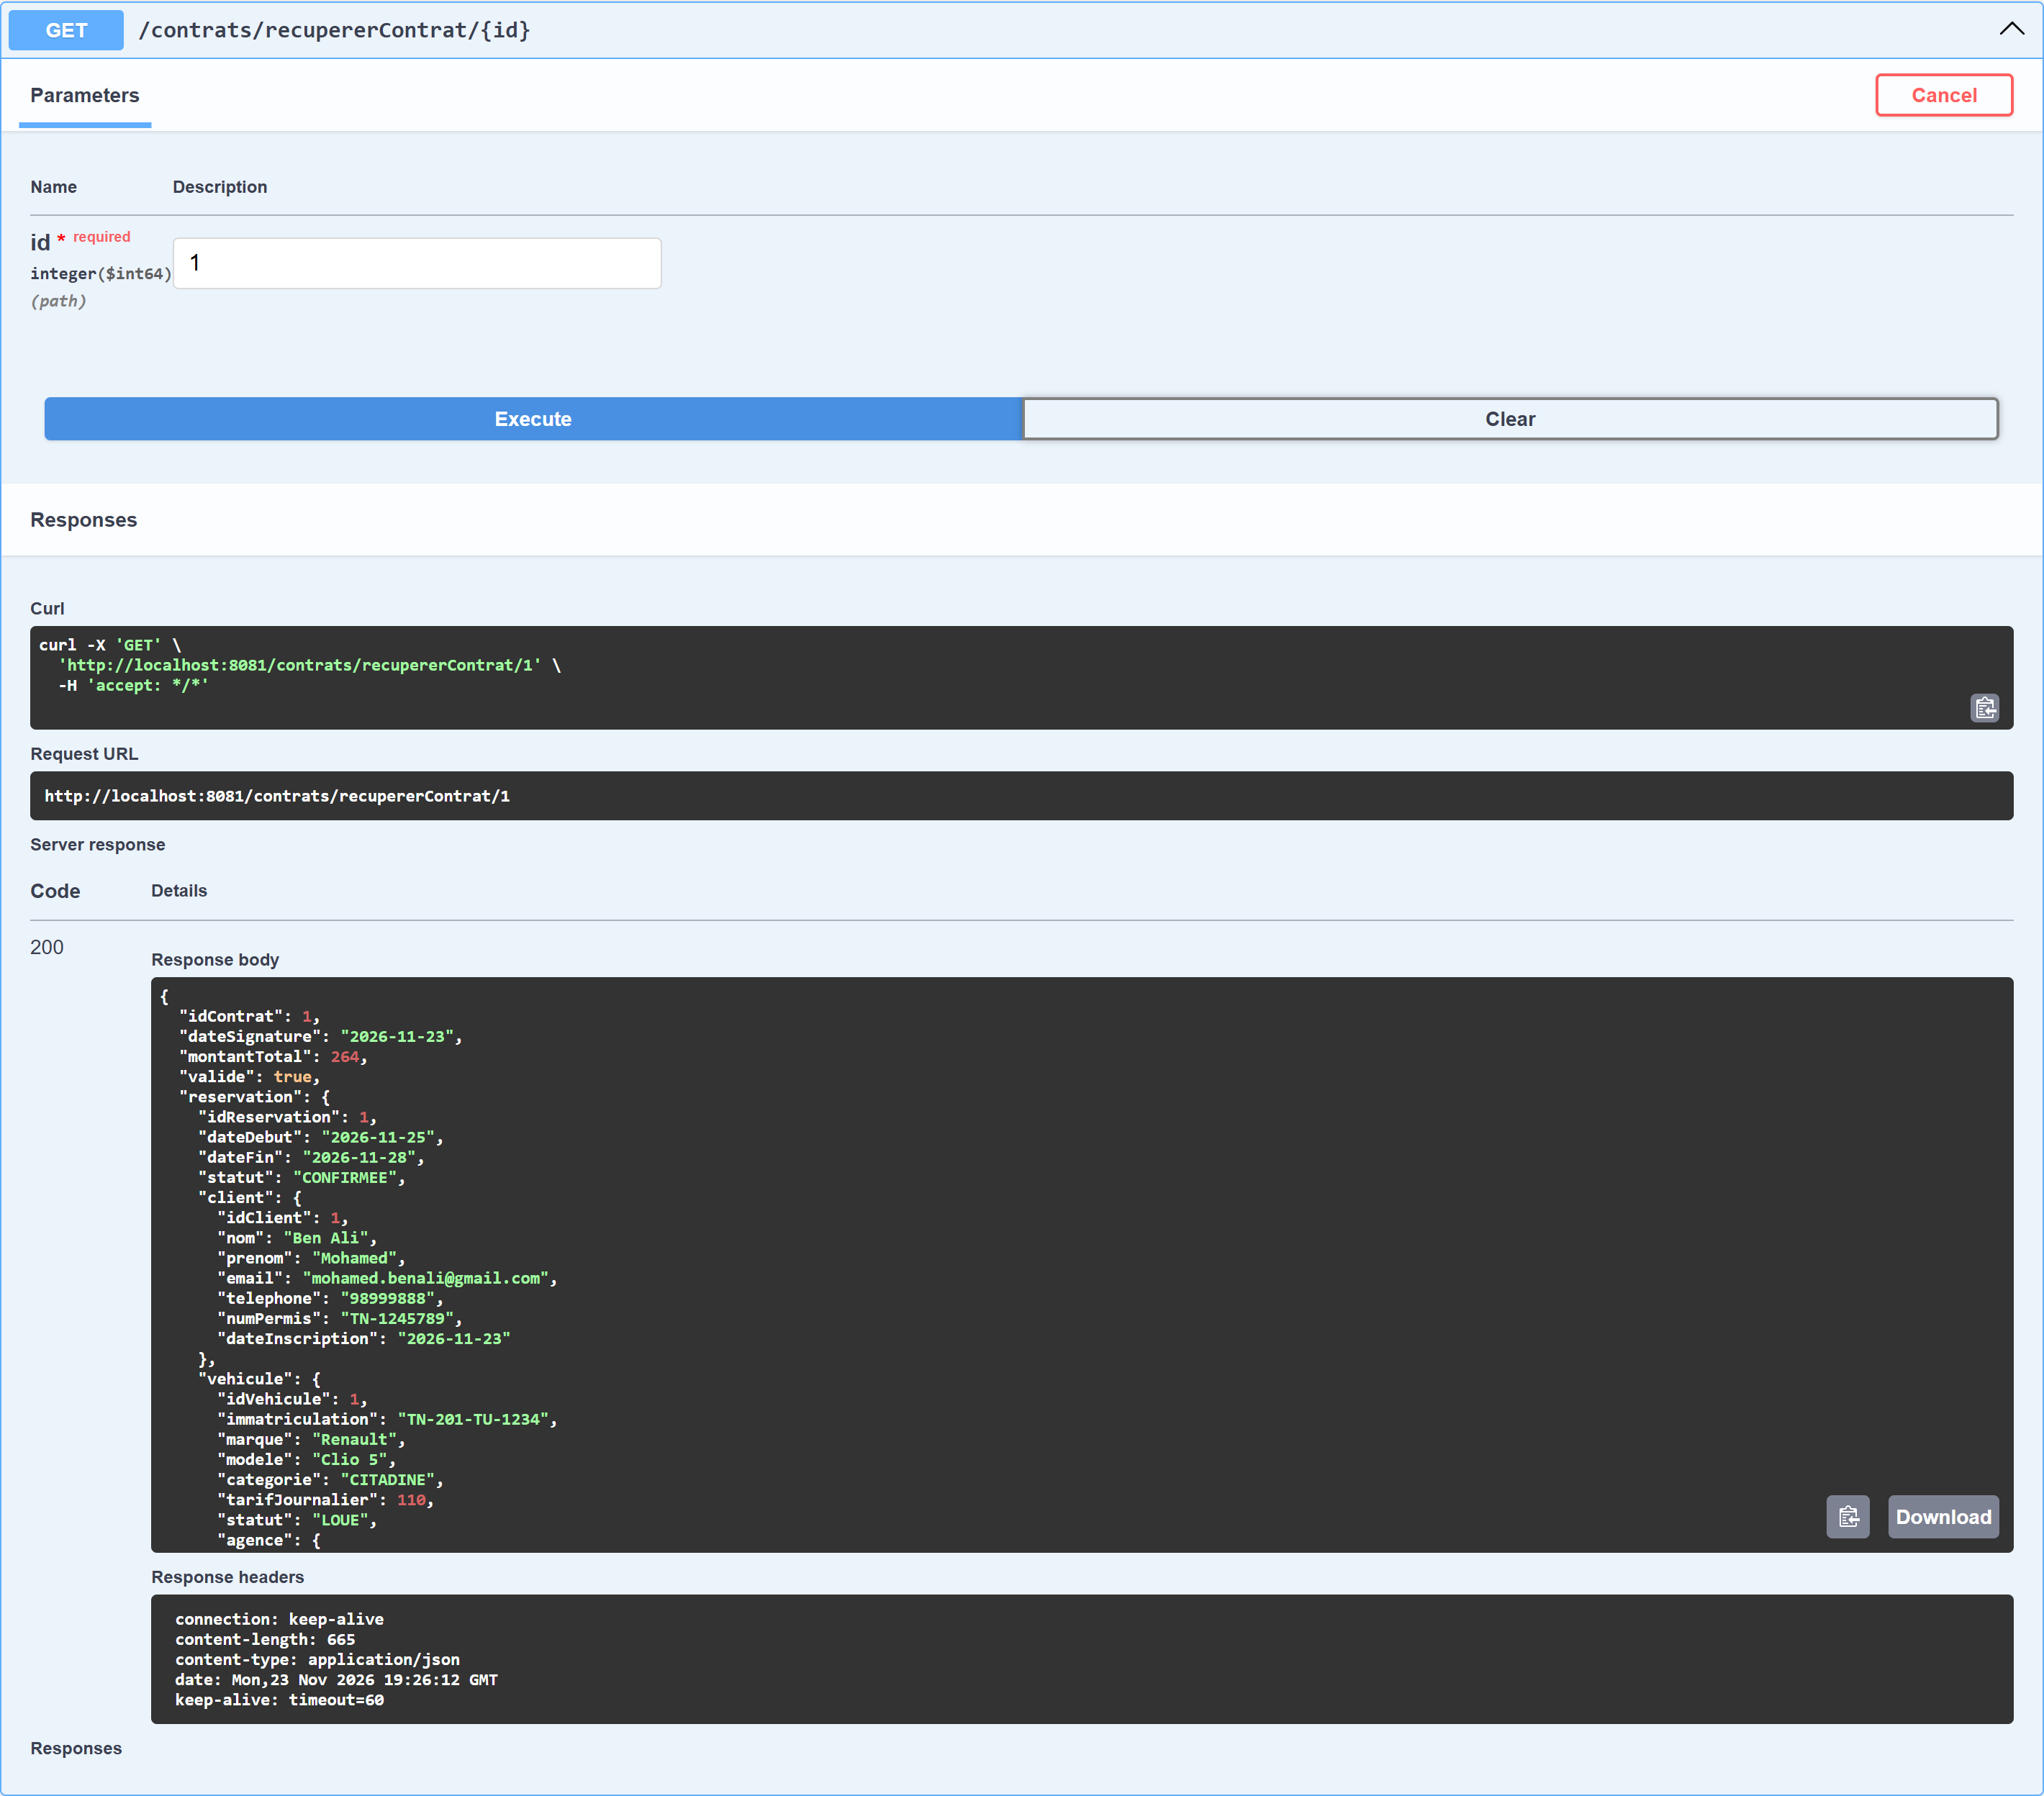 GET /contrats/recupererContrat/{id}
Parameters
Cancel
Name Description
id * required
integer($int64)
(path)
1
Execute
Clear
Responses
Curl
curl -X 'GET' \
  'http://localhost:8081/contrats/recupererContrat/1' \
  -H 'accept: */*'
Request URL
http://localhost:8081/contrats/recupererContrat/1
Server response
Code Details
200
Response body
{
  "idContrat": 1,
  "dateSignature": "2026-11-23",
  "montantTotal": 264,
  "valide": true,
  "reservation": {
    "idReservation": 1,
    "dateDebut": "2026-11-25",
    "dateFin": "2026-11-28",
    "statut": "CONFIRMEE",
    "client": {
      "idClient": 1,
      "nom": "Ben Ali",
      "prenom": "Mohamed",
      "email": "mohamed.benali@gmail.com",
      "telephone": "98999888",
      "numPermis": "TN-1245789",
      "dateInscription": "2026-11-23"
    },
    "vehicule": {
      "idVehicule": 1,
      "immatriculation": "TN-201-TU-1234",
      "marque": "Renault",
      "modele": "Clio 5",
      "categorie": "CITADINE",
      "tarifJournalier": 110,
      "statut": "LOUE",
      "agence": {
Download
Response headers
connection: keep-alive
content-length: 665
content-type: application/json
date: Mon,23 Nov 2026 19:26:12 GMT
keep-alive: timeout=60
Responses